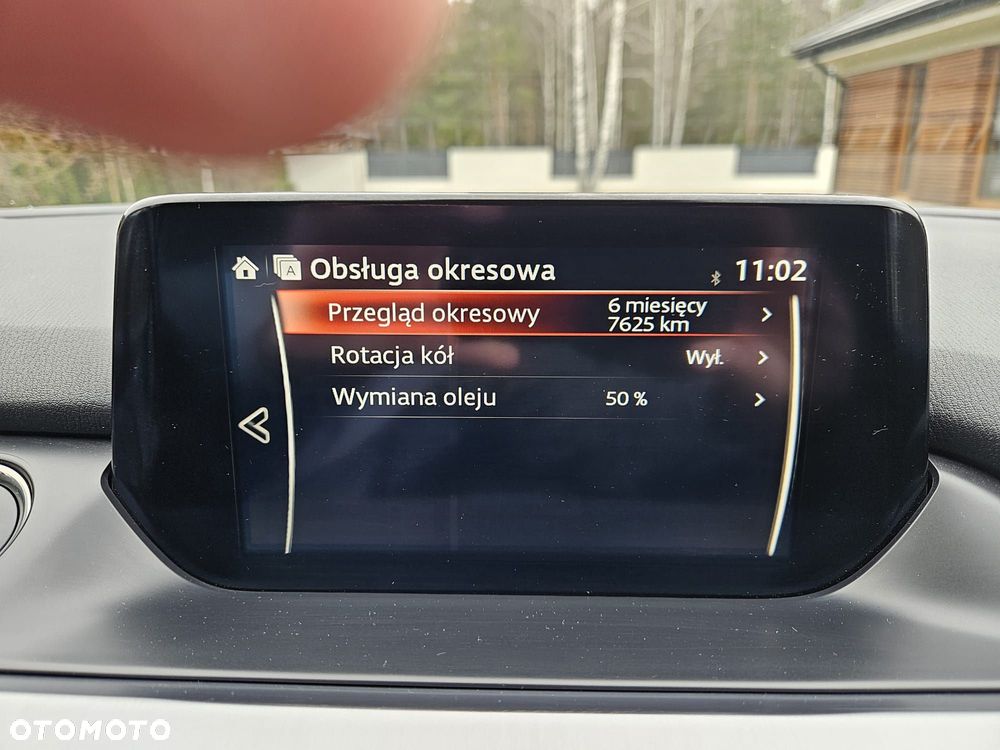 A Obsługa okresowa 11:02
Przegląd okresowy 6 miesięcy
7625 km
Rotacja kół Wył.
Wymiana oleju 50 %
OTOMOTO